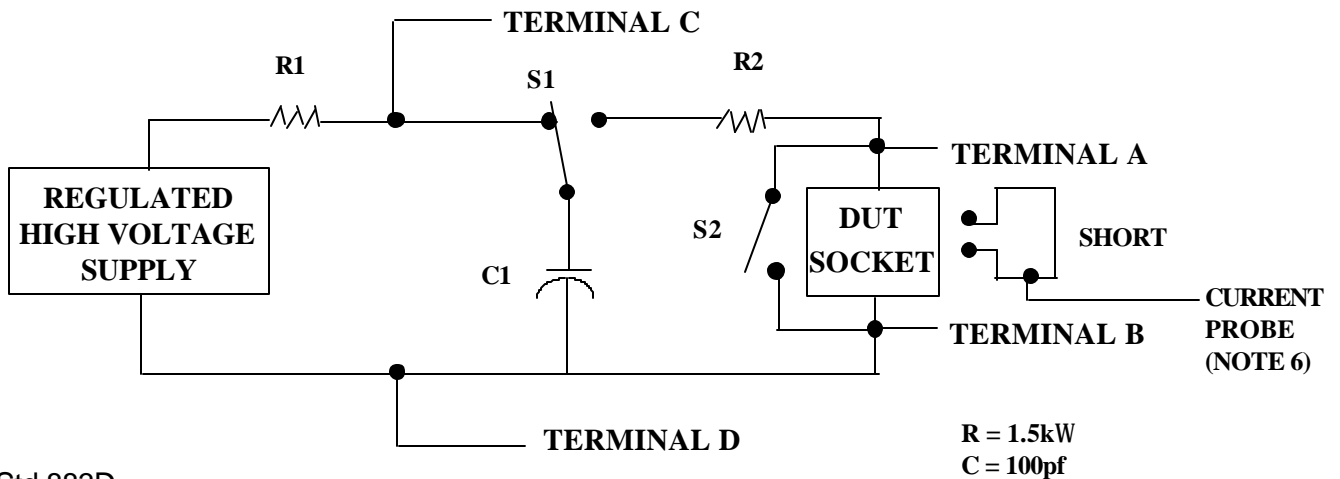 TERMINAL C
R1
S1
R2
TERMINAL A
REGULATED
HIGH VOLTAGE
SUPPLY
S2
DUT
SOCKET
SHORT
C1
CURRENT
PROBE
(NOTE 6)
TERMINAL B
TERMINAL D
R = 1.5kW
C = 100pf